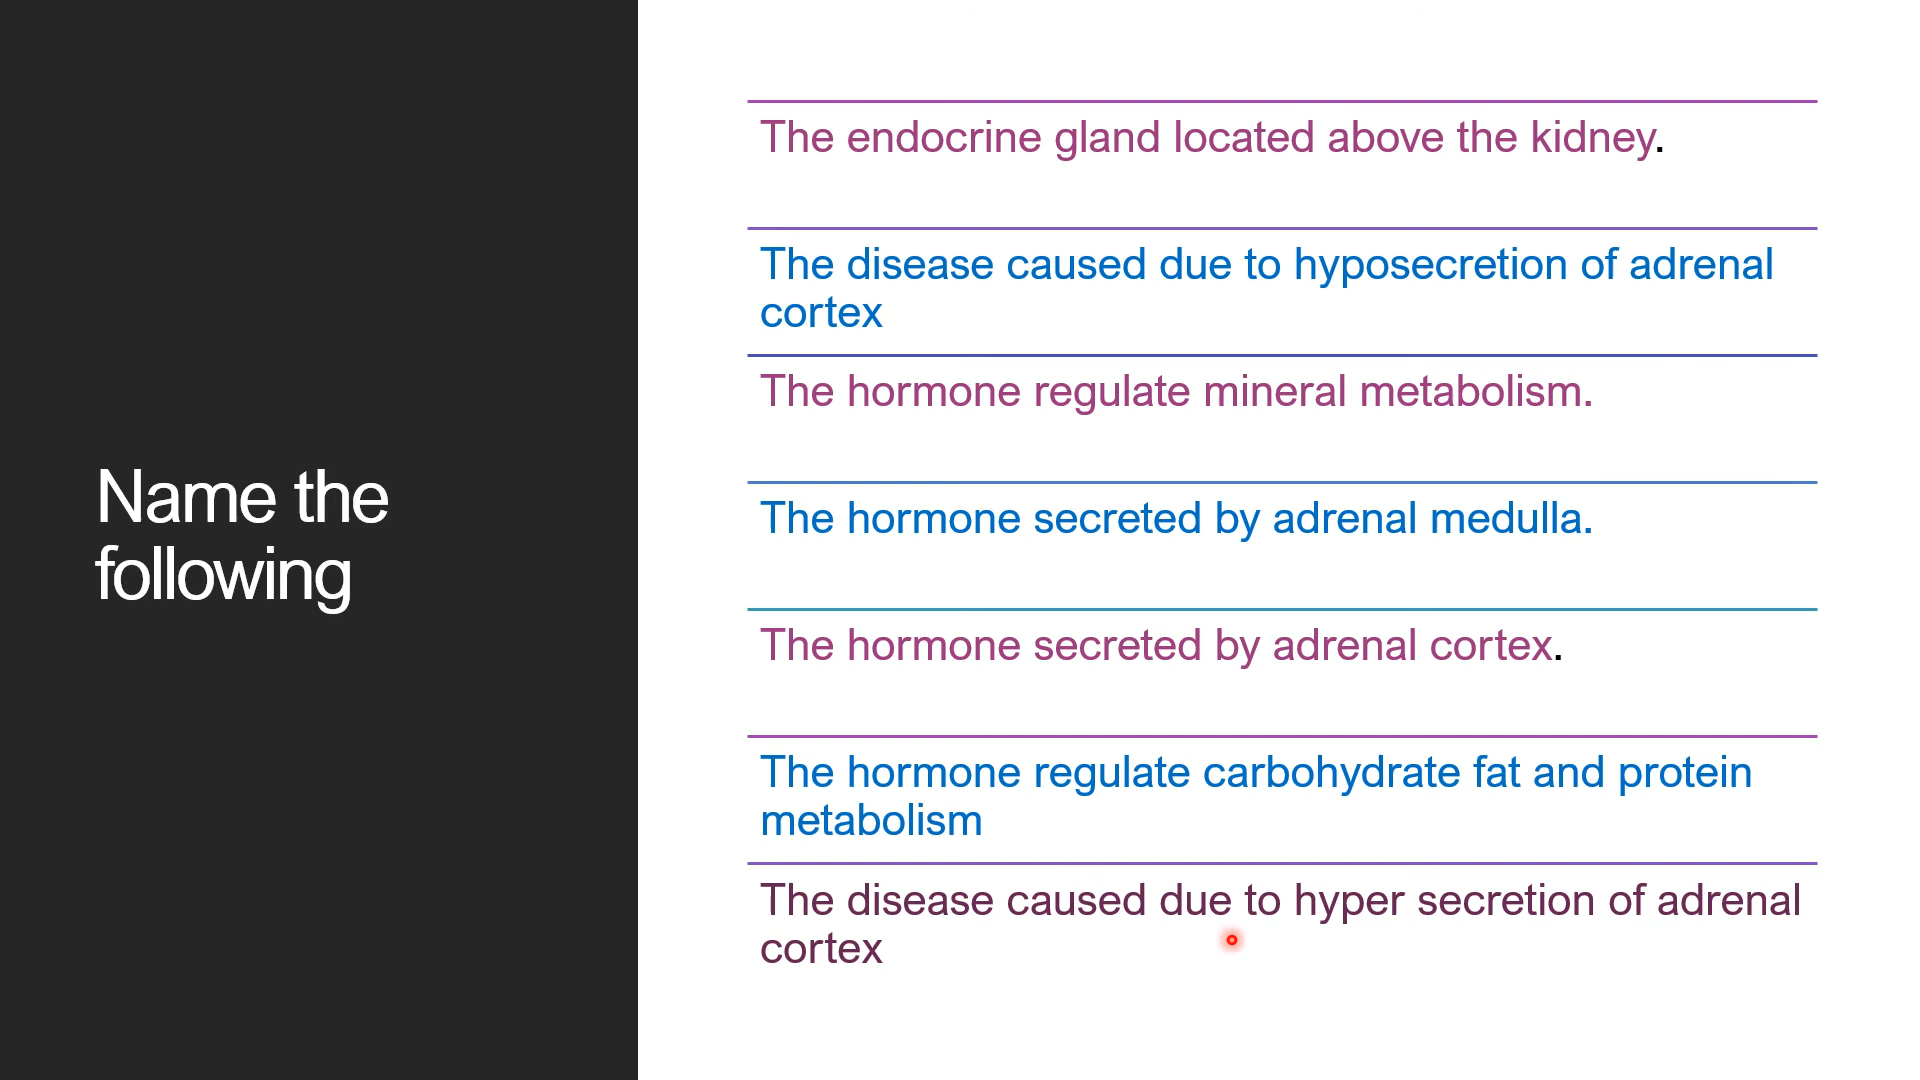 Name the
following
The endocrine gland located above the kidney.
The disease caused due to hyposecretion of adrenal
cortex
The hormone regulate mineral metabolism.
The hormone secreted by adrenal medulla.
The hormone secreted by adrenal cortex.
The hormone regulate carbohydrate fat and protein
metabolism
The disease caused due to hyper secretion of adrenal
cortex